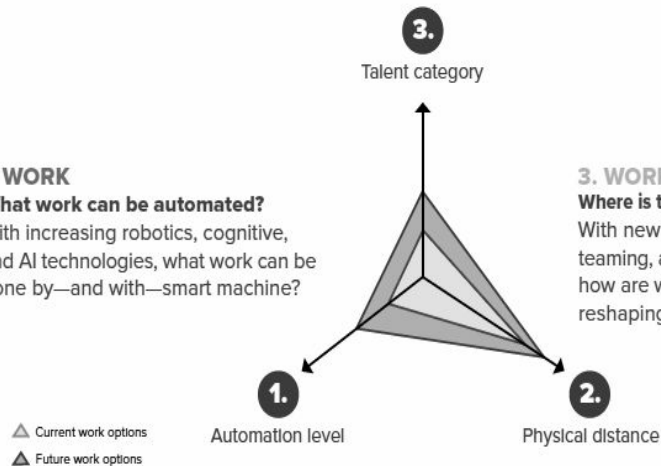 3.
Talent category
WORK
hat work can be automated?
ith increasing robotics, cognitive,
nd AI technologies, what work can be
one by—and with—smart machine?
3. WOR
Where is t
With new
teaming, a
how are w
reshaping
1.
Automation level
2.
Physical distance
Current work options
Future work options